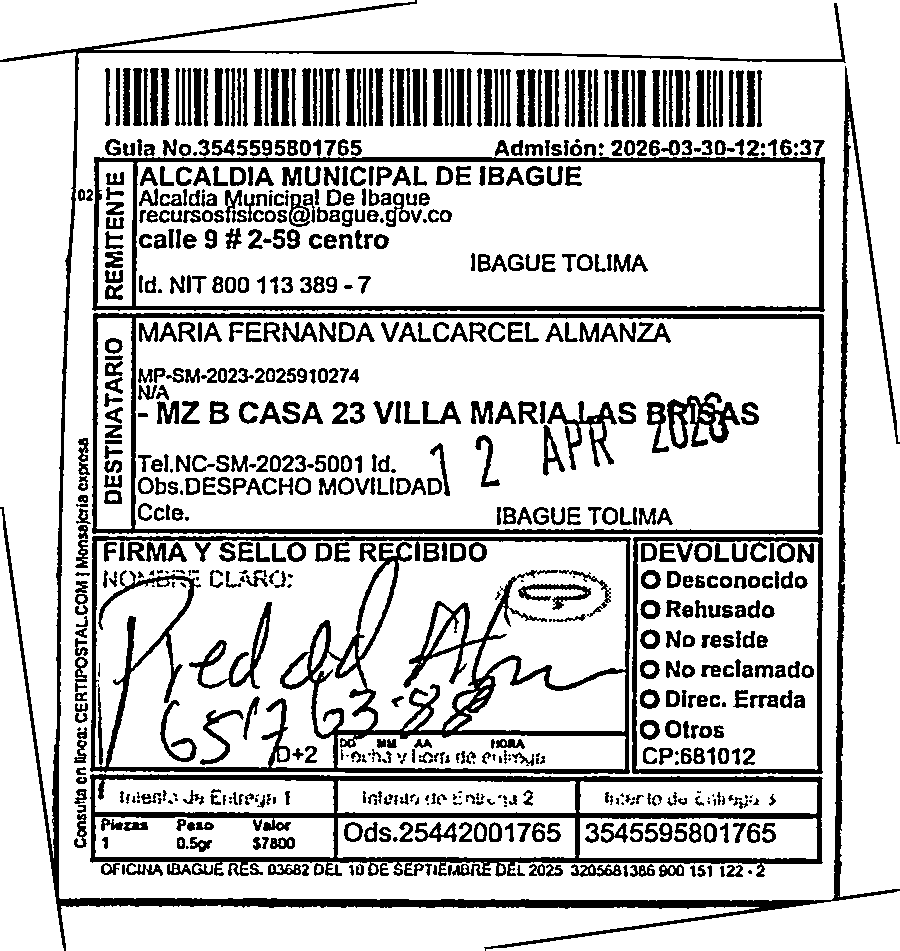 Guia No.3545595801765 Admisión: 2026-03-30-12:16:37
REMITENTE
ALCALDIA MUNICIPAL DE IBAGUE
Alcaldia Municipal De Ibague
recursosfisicos@ibague.gov.co
calle 9 # 2-59 centro
IBAGUE TOLIMA
Id. NIT 800 113 389 - 7
DESTINATARIO
MARIA FERNANDA VALCARCEL ALMANZA
MP-SM-2023-2025910274
N/A
- MZ B CASA 23 VILLA MARIA LAS BRISAS
12 APR 2026
Tel.NC-SM-2023-5001 Id.
Obs.DESPACHO MOVILIDAD
Ccle.
IBAGUE TOLIMA
FIRMA Y SELLO DE RECIBIDO
NOMBRE CLARO:
65'763-88
D+2
DD MM AA HORA
Fecha y hora de entrega
DEVOLUCION
Desconocido
Rehusado
No reside
No reclamado
Direc. Errada
Otros
CP:681012
Intento de Entrega 1 Intento de Entrega 2 Intento de Entrega 3
Piezas Peso Valor
1 0.5gr $7800
Ods.25442001765 3545595801765
OFICINA IBAGUE RES. 03682 DEL 10 DE SEPTIEMBRE DEL 2025 3205681386 900 151 122 - 2
Consulta en linea: CERTIPOSTAL.COM | Mensajeria expresa